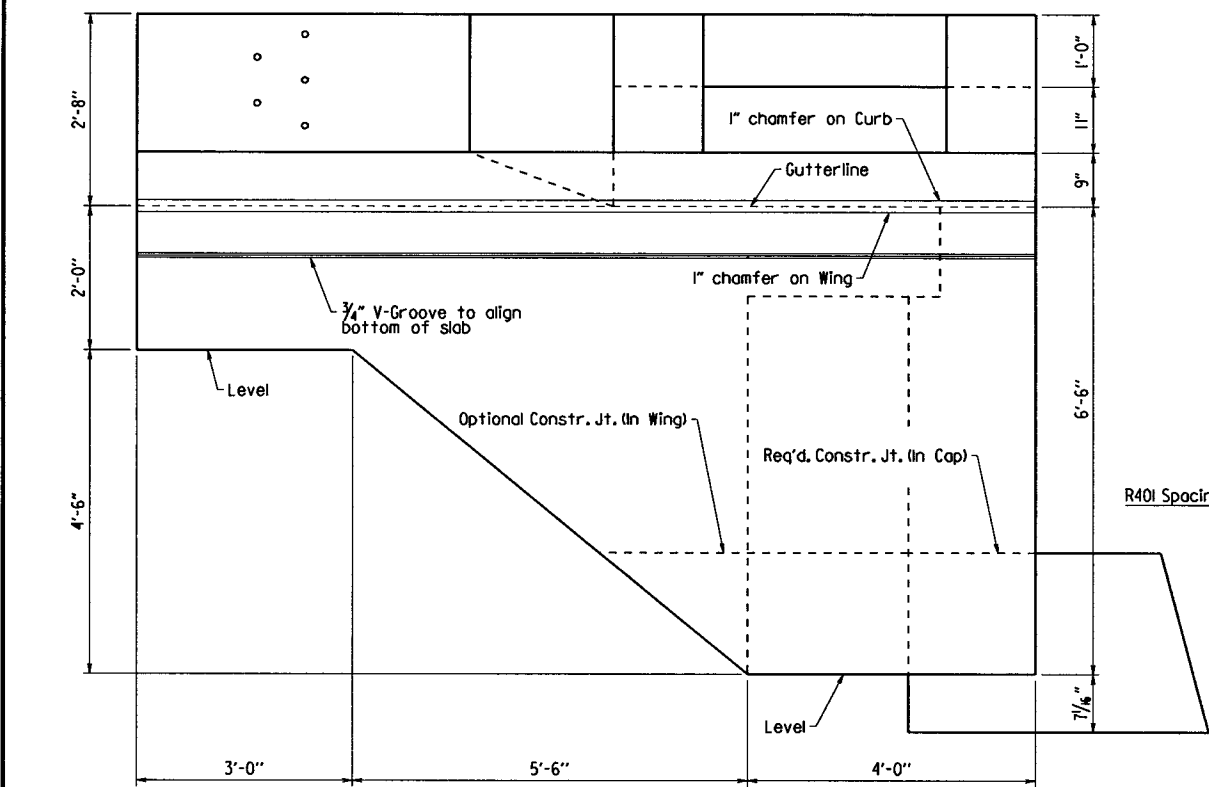 1'-0"
2'-8"
11"
1" chamfer on Curb
Gutterline
9"
2'-0"
1" chamfer on Wing
3/4" V-Groove to align
bottom of slab
Level
6'-6"
Optional Constr. Jt. (In Wing)
Req'd. Constr. Jt. (In Cap)
4'-6"
R401 Spacin
Level
7 1/16"
3'-0"
5'-6"
4'-0"